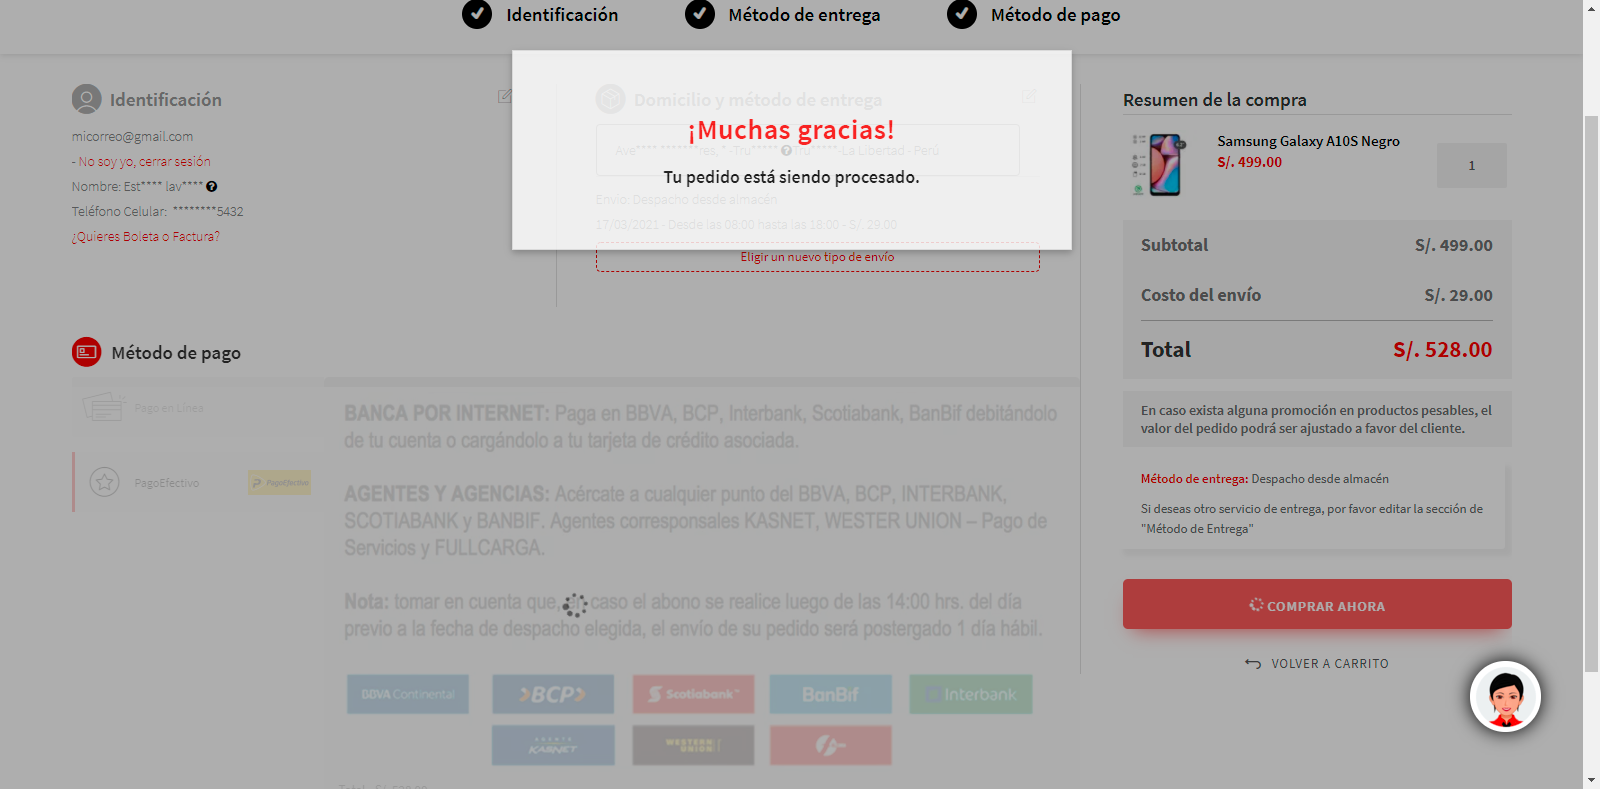 Identificación
Método de entrega
Método de pago
Identificación
micorreo@gmail.com
- No soy yo, cerrar sesión
Nombre: Est**** lav****
Teléfono Celular: ********5432
¿Quieres Boleta o Factura?
Domicilio y método de entrega
¡Muchas gracias!
Ave**** *******res, * -Tru***** Tru*****-La Libertad - Perú
Tu pedido está siendo procesado.
Envío: Despacho desde almacén
17/03/2021 - Desde las 08:00 hasta las 18:00 - S/. 29.00
Eligir un nuevo tipo de envío
Resumen de la compra
Samsung Galaxy A10S Negro
S/. 499.00
1
Subtotal S/. 499.00
Costo del envío S/. 29.00
Total S/. 528.00
En caso exista alguna promoción en productos pesables, el
valor del pedido podrá ser ajustado a favor del cliente.
Método de entrega: Despacho desde almacén
Si deseas otro servicio de entrega, por favor editar la sección de
"Método de Entrega"
COMPRAR AHORA
VOLVER A CARRITO
Método de pago
Pago en Línea
PagoEfectivo
PagoEfectivo
BANCA POR INTERNET: Paga en BBVA, BCP, Interbank, Scotiabank, BanBif debitándolo
de tu cuenta o cargándolo a tu tarjeta de crédito asociada.
AGENTES Y AGENCIAS: Acércate a cualquier punto del BBVA, BCP, INTERBANK,
SCOTIABANK y BANBIF. Agentes corresponsales KASNET, WESTER UNION – Pago de
Servicios y FULLCARGA.
Nota: tomar en cuenta que, en caso el abono se realice luego de las 14:00 hrs. del día
previo a la fecha de despacho elegida, el envío de su pedido será postergado 1 día hábil.
BBVA Continental
BCP
Scotiabank
BanBif
Interbank
AGENTE
KASNET
WESTERN
UNION